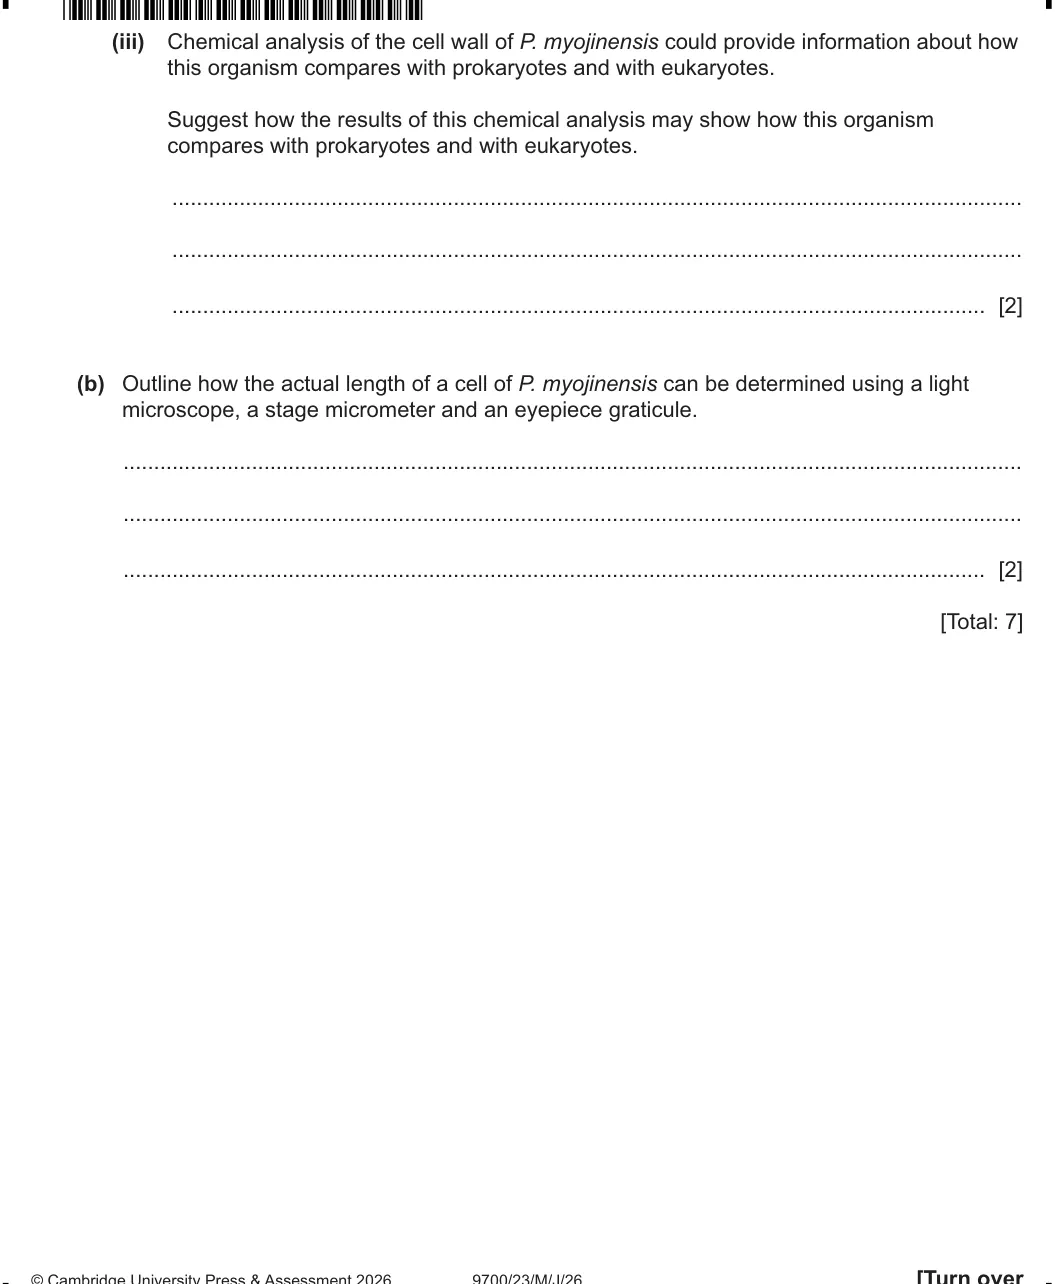 (iii) Chemical analysis of the cell wall of P. myojinensis could provide information about how
this organism compares with prokaryotes and with eukaryotes.
Suggest how the results of this chemical analysis may show how this organism
compares with prokaryotes and with eukaryotes.
[2]
(b) Outline how the actual length of a cell of P. myojinensis can be determined using a light
microscope, a stage micrometer and an eyepiece graticule.
[2]
[Total: 7]
© Cambridge University Press & Assessment 2026 9700/23/M/J/26 [Turn over